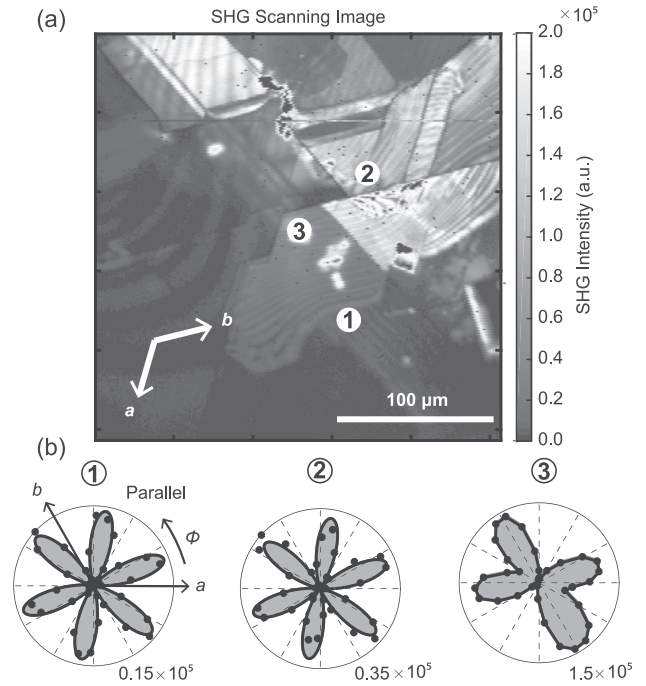 (a)
SHG Scanning Image
×10⁵
2.0
1.8
1.6
1.4
1.2
1.0
0.8
0.6
0.4
0.2
0.0
SHG Intensity (a.u.)
2
3
1
b
a
100 µm
(b)
1
2
3
b
Parallel
ϕ
a
0.15×10⁵
0.35×10⁵
1.5×10⁵